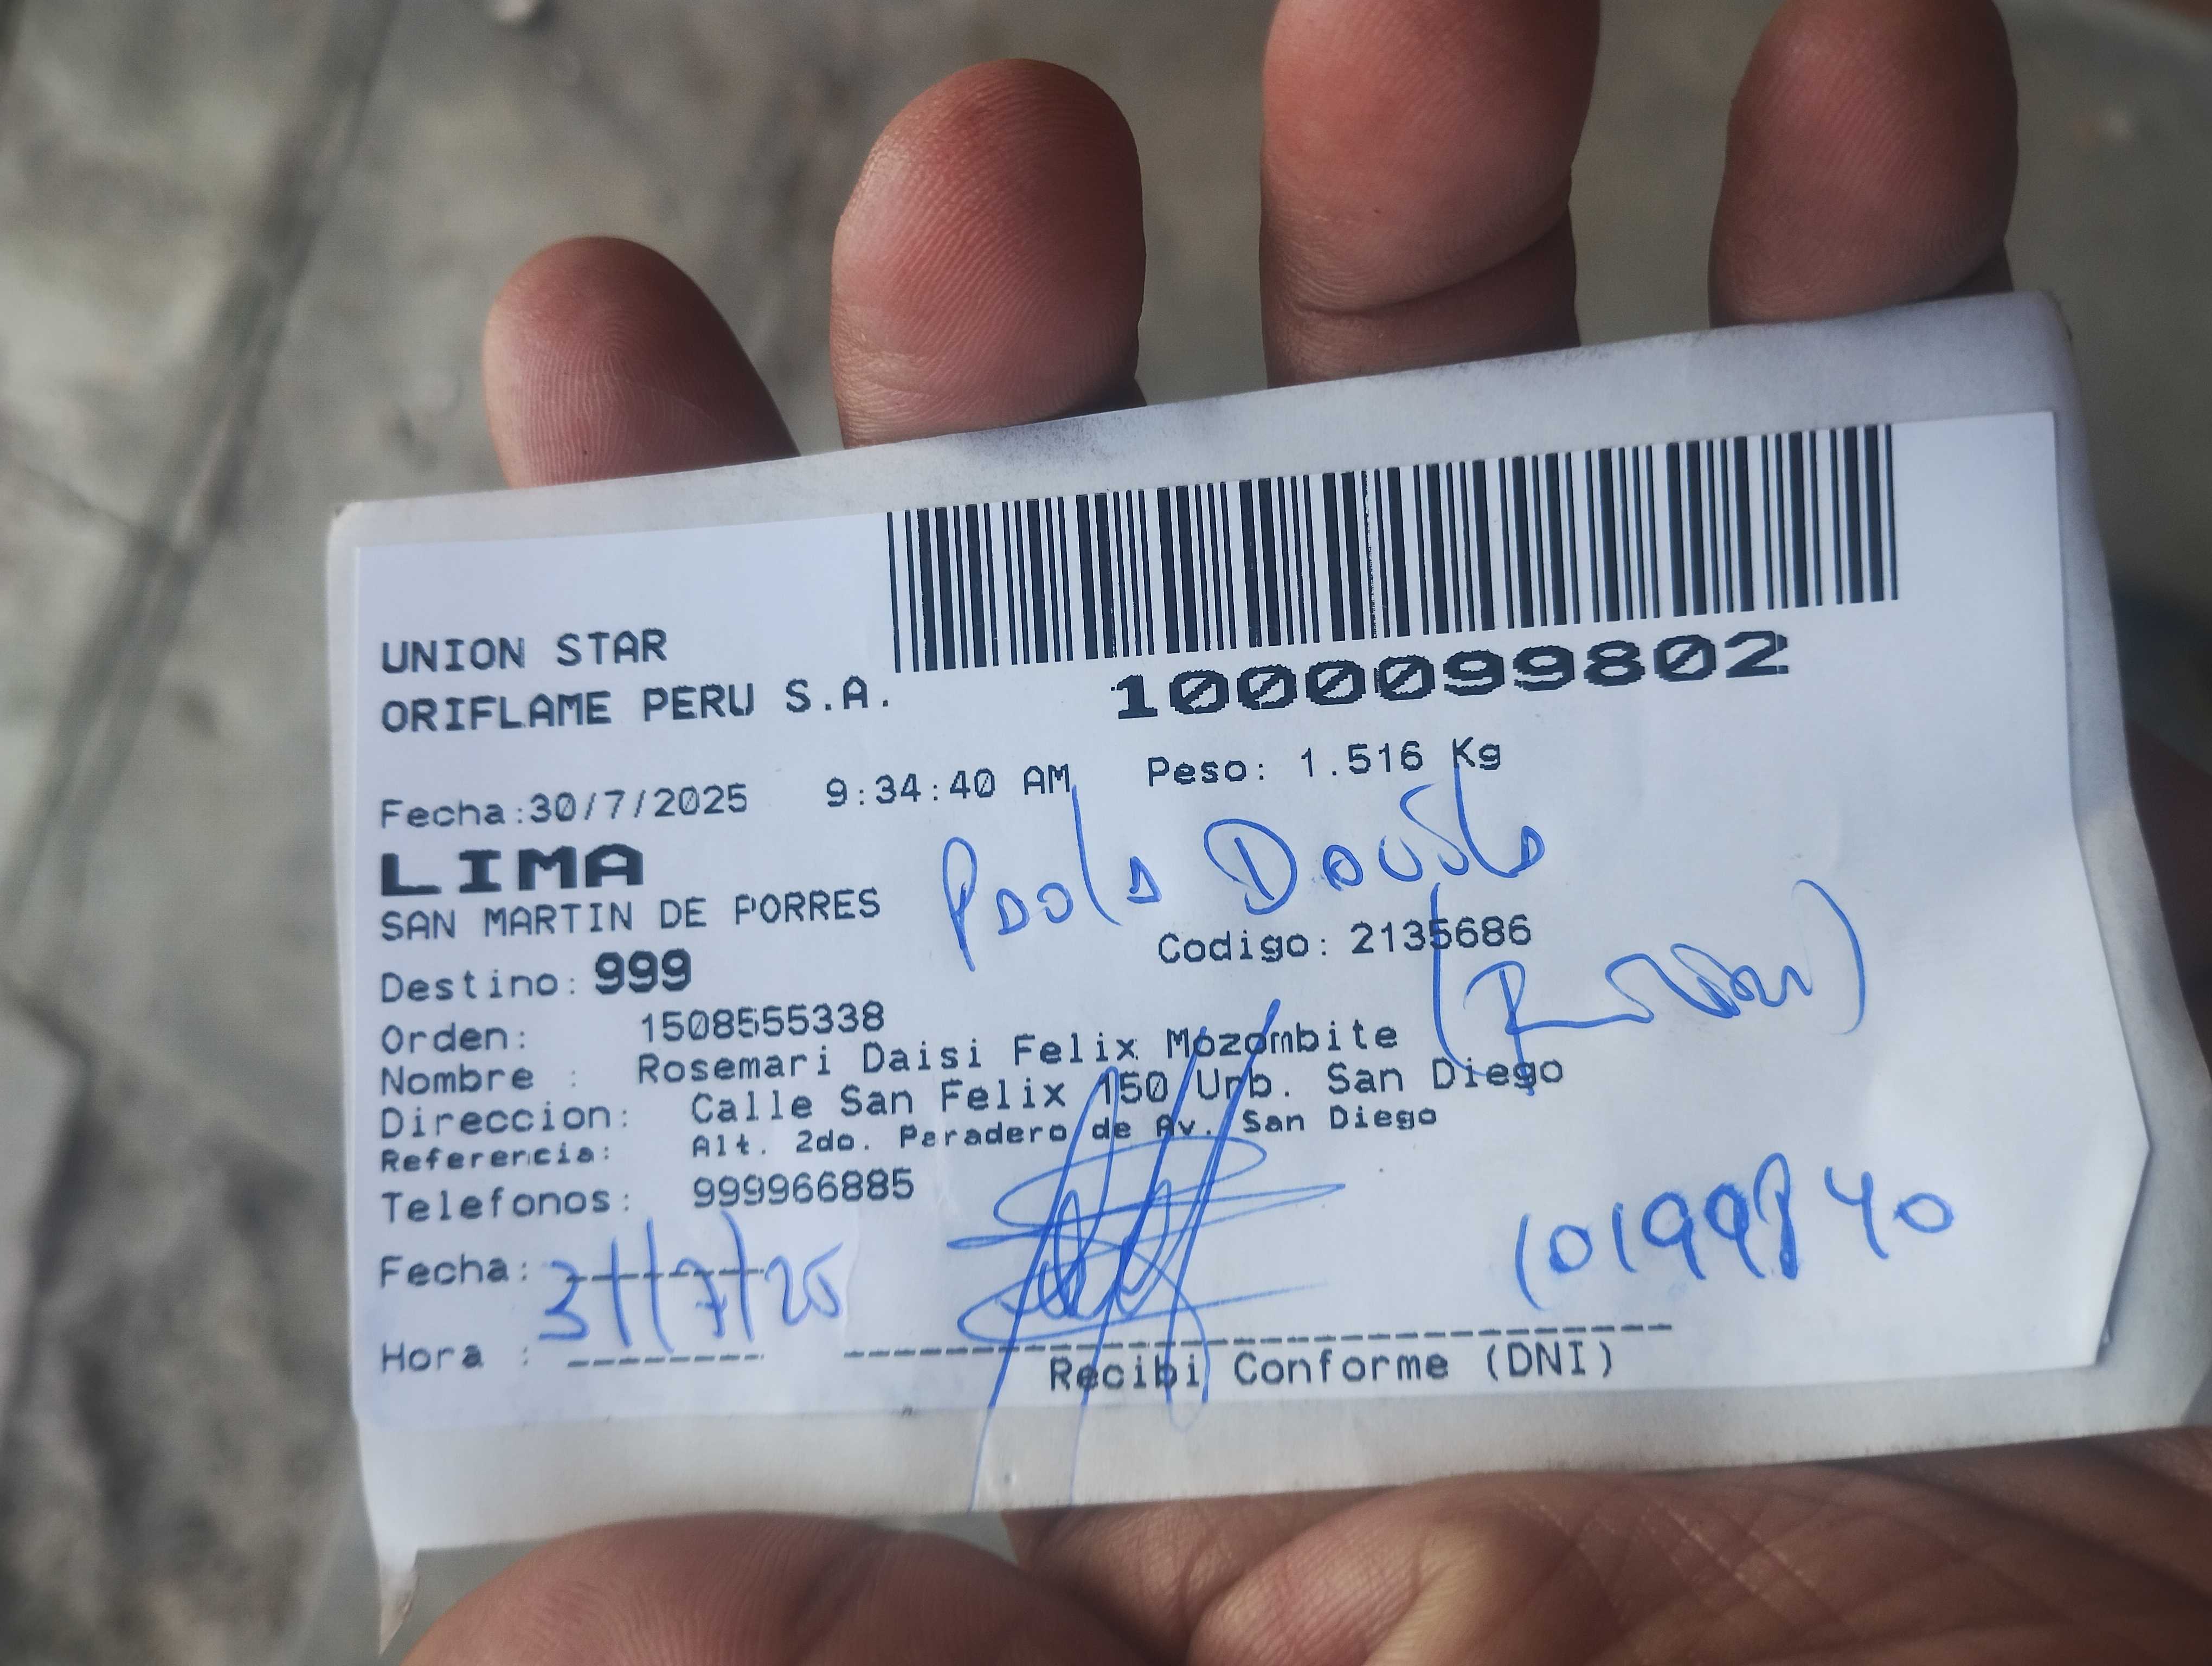 UNION STAR
ORIFLAME PERU S.A.
1000099802
Fecha:30/7/2025 9:34:40 AM Peso: 1.516 Kg
LIMA
Paola Davila
SAN MARTIN DE PORRES
Codigo: 2135686
Destino: 999
Orden: 1508555338
Nombre : Rosemari Daisi Felix Mozombite
Direccion: Calle San Felix 150 Urb. San Diego
Referencia: Alt. 2do. Paradero de Av. San Diego
Telefonos: 999966885
Fecha: 31/7/25
Hora :
Recibi Conforme (DNI)